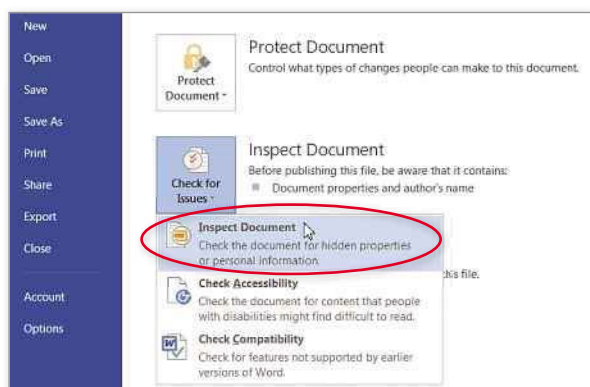 New
Open
Save
Save As
Print
Share
Export
Close
Account
Options
Protect
Document
Protect Document
Control what types of changes people can make to this document.
Check for
Issues
Inspect Document
Before publishing this file, be aware that it contains:
Document properties and author's name
Inspect Document
Check the document for hidden properties
or personal information.
this file.
Check Accessibility
Check the document for content that people
with disabilities might find difficult to read.
Check Compatibility
Check for features not supported by earlier
versions of Word.